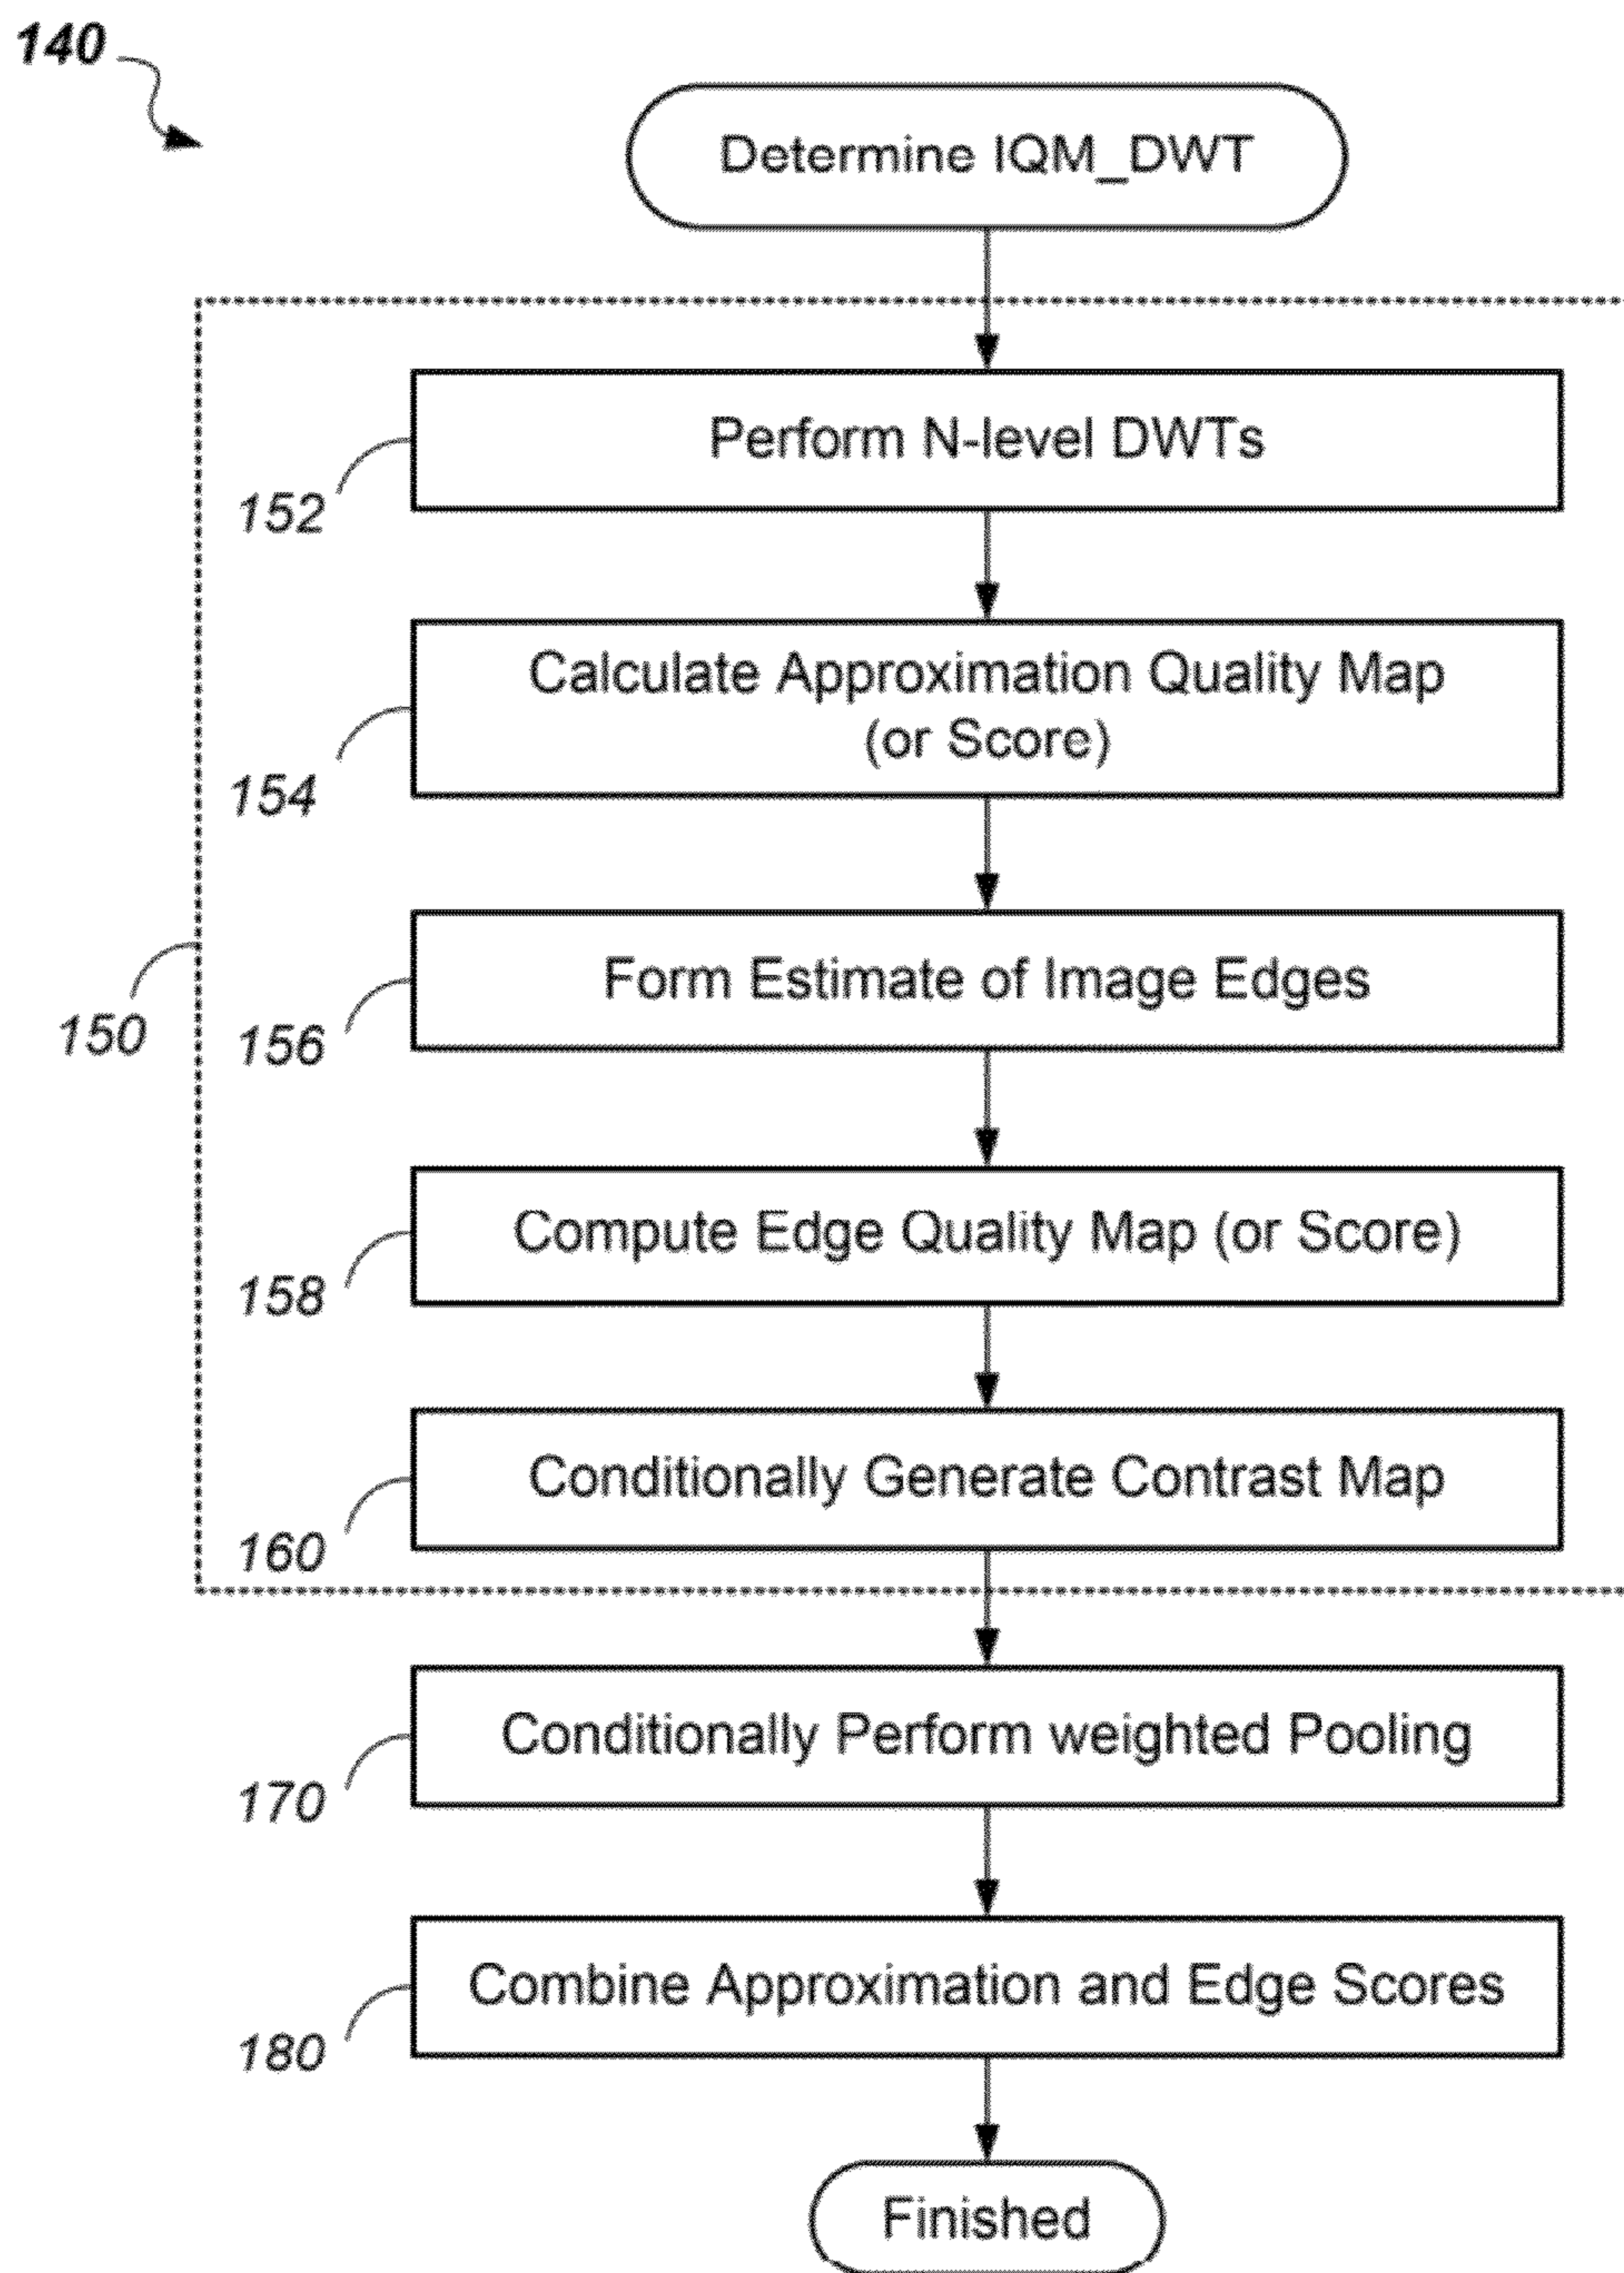 140
Determine IQM_DWT
Perform N-level DWTs
152
Calculate Approximation Quality Map
(or Score)
154
Form Estimate of Image Edges
150
156
Compute Edge Quality Map (or Score)
158
Conditionally Generate Contrast Map
160
Conditionally Perform weighted Pooling
170
Combine Approximation and Edge Scores
180
Finished